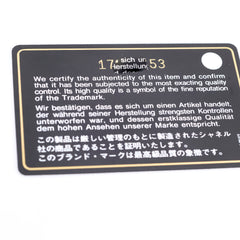 17 sich un 53
Herstellung
We certify the authenticity of this item and confirm
that it has been subjected to the most exacting quality
control. Its high quality is a symbol of the fine reputation
of the Trademark.
Wir bestätigen, dass es sich um einen Artikel handelt,
der während seiner Herstellung strengsten Kontrollen
unterworfen war, und dessen erstklassige Qualität
dem hohen Ansehen unserer Marke entspricht.
この製品は厳しい管理のもとに製造されたシャネル
社の商品であることを証明いたします。
このブランド・マークは最高級品質の象徴です。